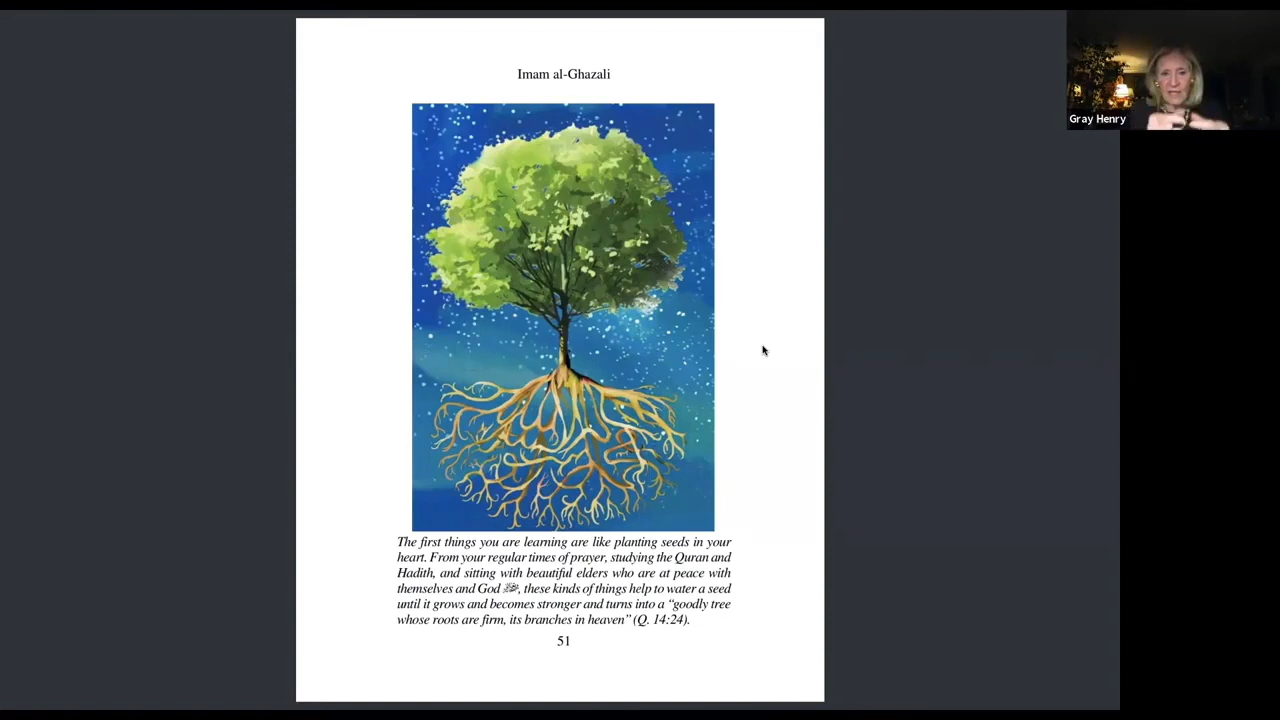 Imam al-Ghazali
Gray Henry
The first things you are learning are like planting seeds in your
heart. From your regular times of prayer, studying the Quran and
Hadith, and sitting with beautiful elders who are at peace with
themselves and God , these kinds of things help to water a seed
until it grows and becomes stronger and turns into a “goodly tree
whose roots are firm, its branches in heaven” (Q. 14:24).
51